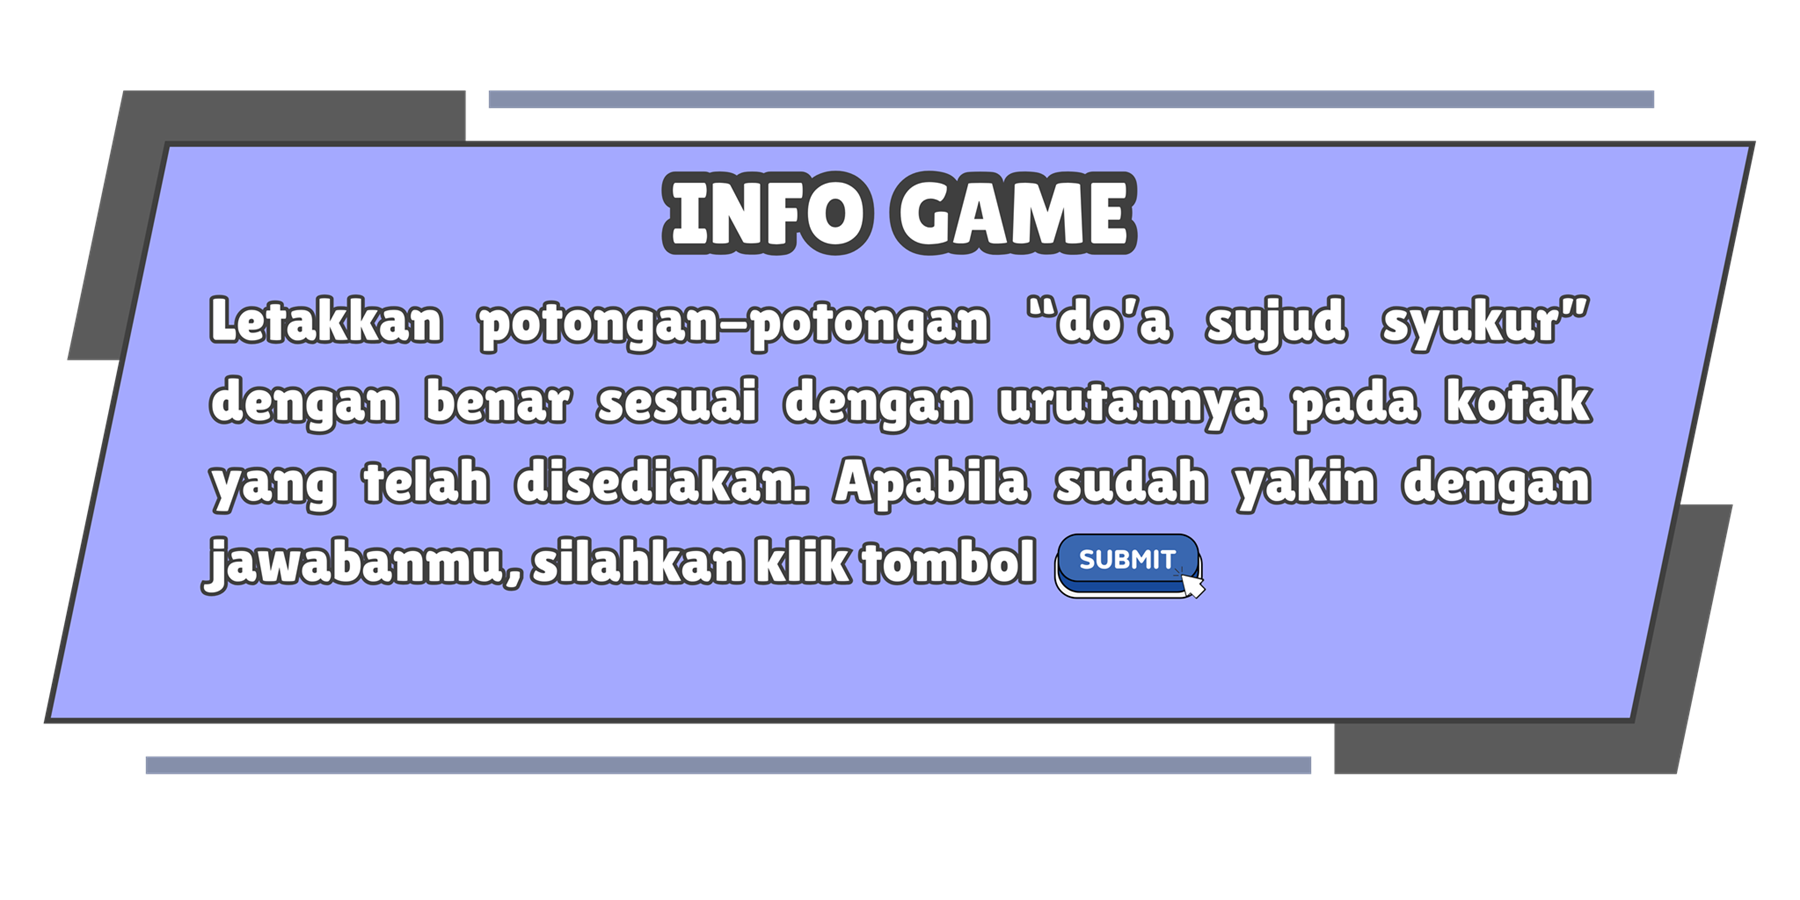 INFO GAME
Letakkan potongan-potongan “do’a sujud syukur”
dengan benar sesuai dengan urutannya pada kotak
yang telah disediakan. Apabila sudah yakin dengan
jawabanmu, silahkan klik tombol SUBMIT